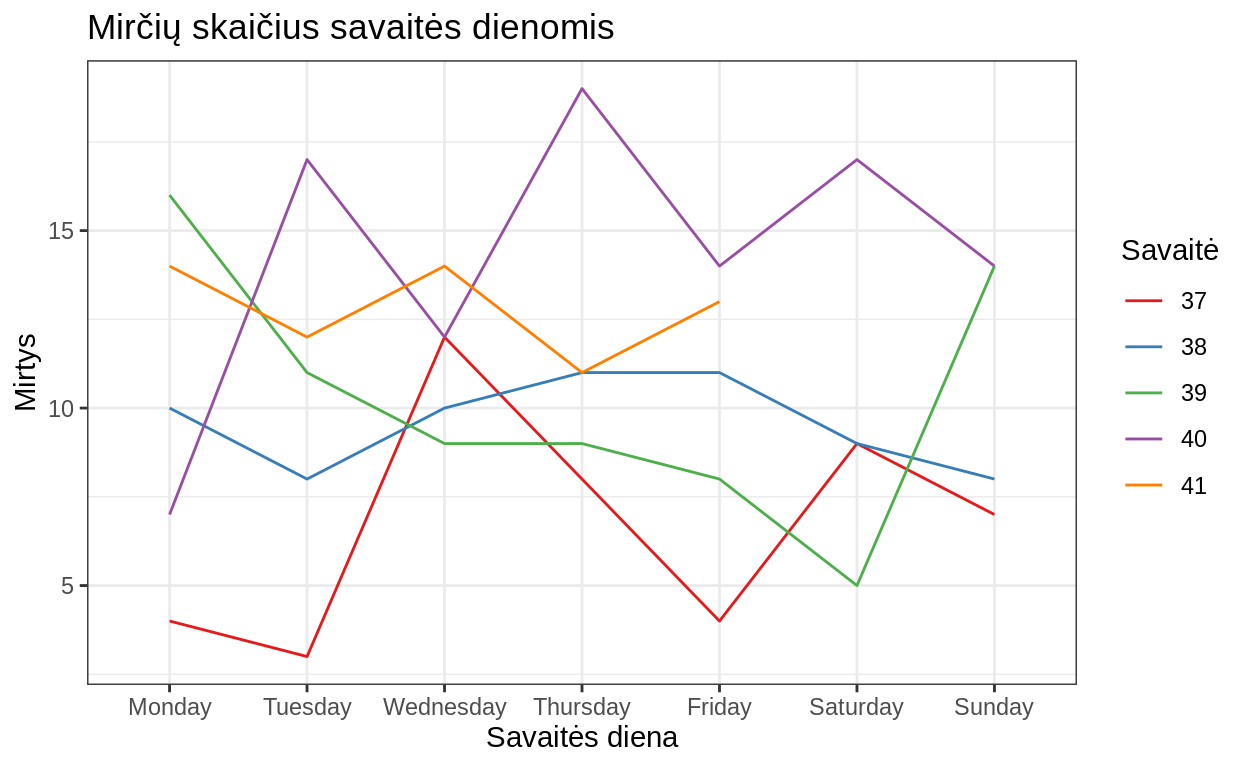 Mirčių skaičius savaitės dienomis
Mirtys
15
10
5
Monday Tuesday Wednesday Thursday Friday Saturday Sunday
Savaitės diena
Savaitė
37
38
39
40
41